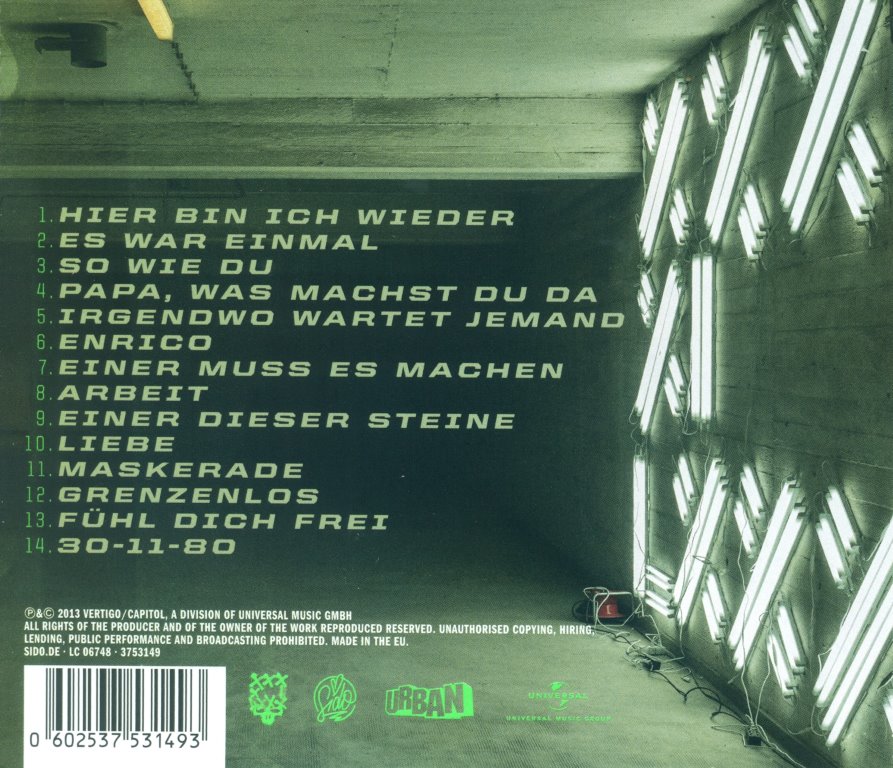 1. HIER BIN ICH WIEDER
2. ES WAR EINMAL
3. SO WIE DU
4. PAPA, WAS MACHST DU DA
5. IRGENDWO WARTET JEMAND
6. ENRICO
7. EINER MUSS ES MACHEN
8. ARBEIT
9. EINER DIESER STEINE
10. LIEBE
11. MASKERADE
12. GRENZENLOS
13. FÜHL DICH FREI
14. 30-11-80
℗&© 2013 VERTIGO/CAPITOL, A DIVISION OF UNIVERSAL MUSIC GMBH
ALL RIGHTS OF THE PRODUCER AND OF THE OWNER OF THE WORK REPRODUCED RESERVED. UNAUTHORISED COPYING, HIRING,
LENDING, PUBLIC PERFORMANCE AND BROADCASTING PROHIBITED. MADE IN THE EU.
SIDO.DE · LC 06748 · 3753149
0 602537 531493
Sido
URBAN
UNIVERSAL
UNIVERSAL MUSIC GROUP